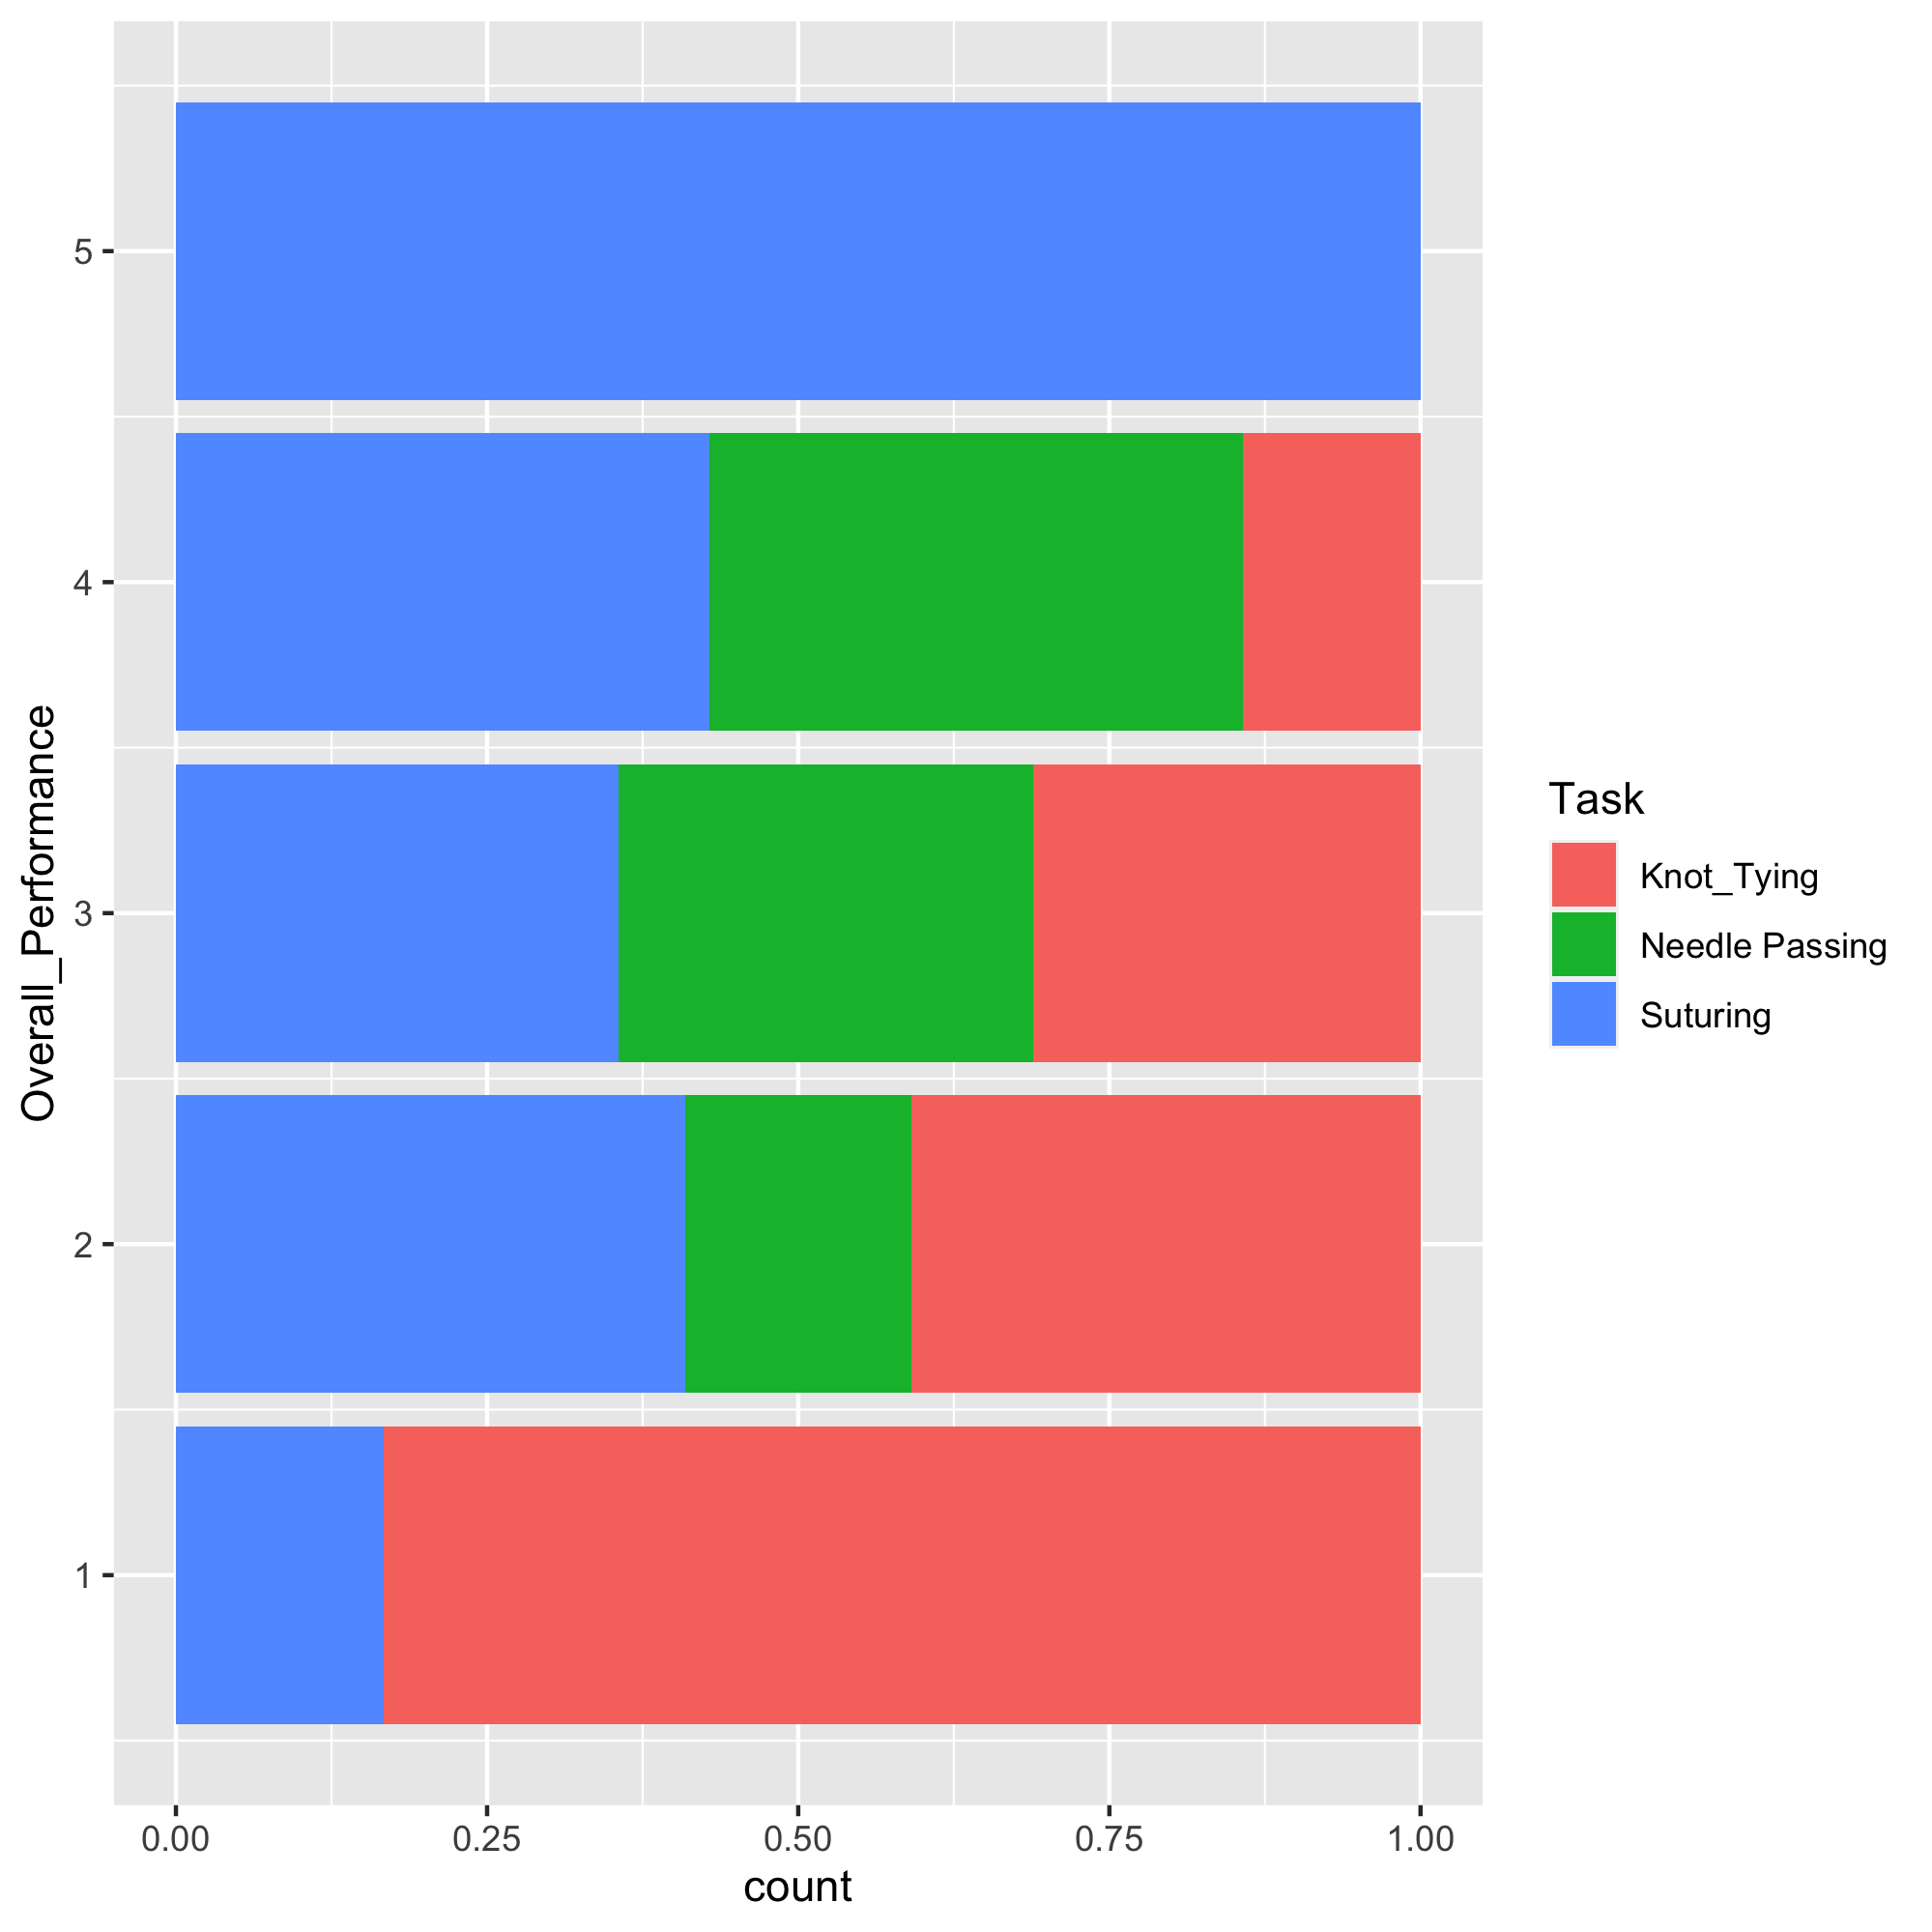 Overall_Performance
5
4
3
2
1
0.00 0.25 0.50 0.75 1.00
count
Task
Knot_Tying
Needle Passing
Suturing